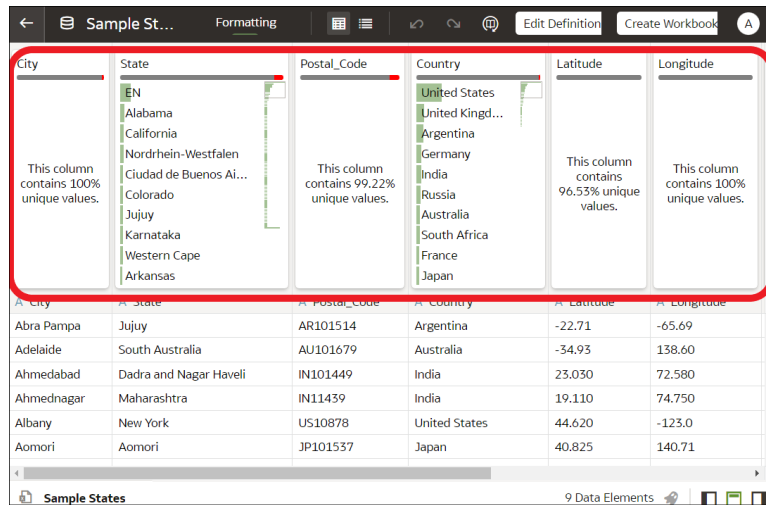 Sample St... Formatting Edit Definition Create Workbook A
City State Postal_Code Country Latitude Longitude
This column
contains 100%
unique values.
EN
Alabama
California
Nordrhein-Westfalen
Ciudad de Buenos Ai...
Colorado
Jujuy
Karnataka
Western Cape
Arkansas
This column
contains 99.22%
unique values.
United States
United Kingd...
Argentina
Germany
India
Russia
Australia
South Africa
France
Japan
This column
contains
96.53% unique
values.
This column
contains 100%
unique values.
A City A State A Postal_Code A Country A Latitude A Longitude
Abra Pampa Jujuy AR101514 Argentina -22.71 -65.69
Adelaide South Australia AU101679 Australia -34.93 138.60
Ahmedabad Dadra and Nagar Haveli IN101449 India 23.030 72.580
Ahmednagar Maharashtra IN11439 India 19.110 74.750
Albany New York US10878 United States 44.620 -123.0
Aomori Aomori JP101537 Japan 40.825 140.71
Sample States 9 Data Elements